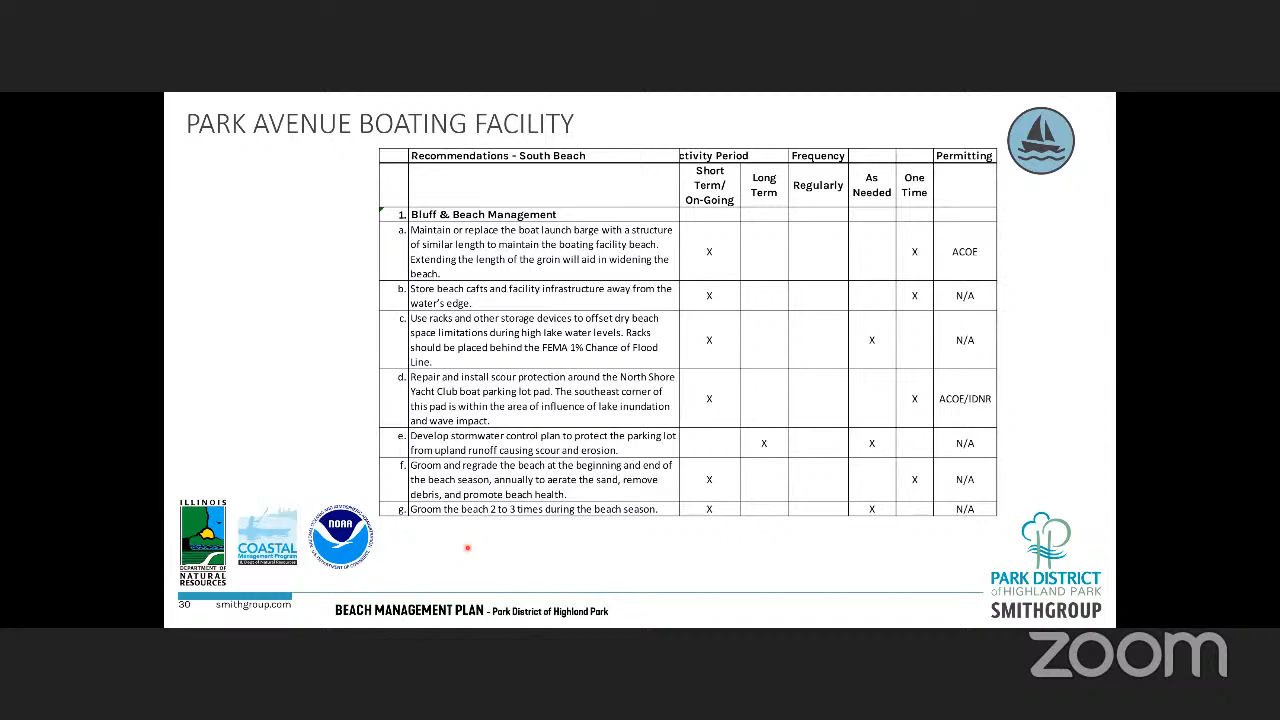 PARK AVENUE BOATING FACILITY
Recommendations - South Beach
ctivity Period
Frequency
Permitting
Short
Term/
On-Going
Long
Term
Regularly
As
Needed
One
Time
1. Bluff & Beach Management
a. Maintain or replace the boat launch barge with a structure
of similar length to maintain the boating facility beach.
Extending the length of the groin will aid in widening the
beach.
X X ACOE
b. Store beach cafts and facility infrastructure away from the
water's edge.
X X N/A
c. Use racks and other storage devices to offset dry beach
space limitations during high lake water levels. Racks
should be placed behind the FEMA 1% Chance of Flood
Line.
X X N/A
d. Repair and install scour protection around the North Shore
Yacht Club boat parking lot pad. The southeast corner of
this pad is within the area of influence of lake inundation
and wave impact.
X X ACOE/IDNR
e. Develop stormwater control plan to protect the parking lot
from upland runoff causing scour and erosion.
X X N/A
f. Groom and regrade the beach at the beginning and end of
the beach season, annually to aerate the sand, remove
debris, and promote beach health.
X X N/A
g. Groom the beach 2 to 3 times during the beach season. X X N/A
ILLINOIS
DEPARTMENT OF
NATURAL
RESOURCES
COASTAL
Management Program
IL Dept of Natural Resources
NOAA
PARK DISTRICT
of HIGHLAND PARK
SMITHGROUP
30 smithgroup.com
BEACH MANAGEMENT PLAN - Park District of Highland Park
zoom